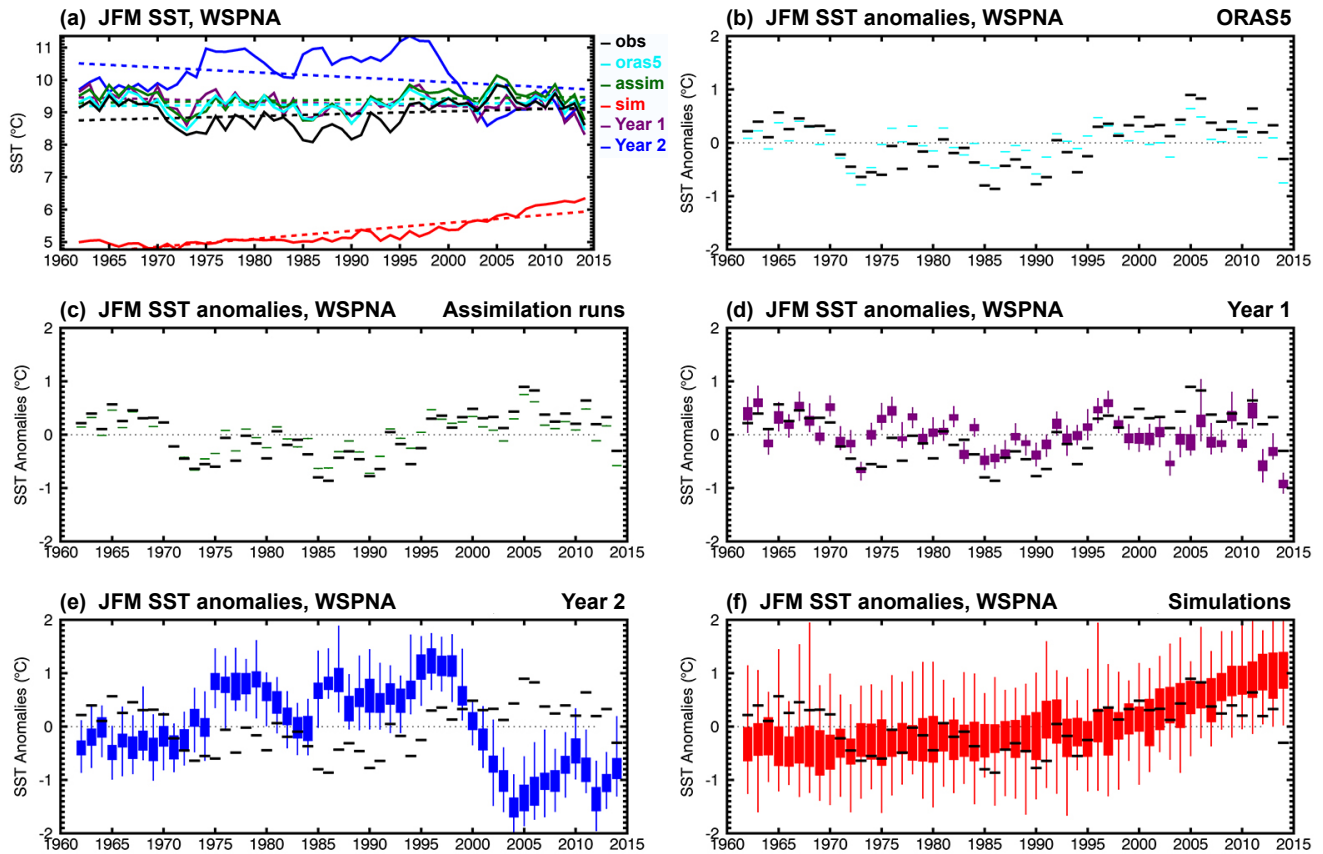 (a) JFM SST, WSPNA
SST (°C)
11
10
9
8
7
6
5
1960 1965 1970 1975 1980 1985 1990 1995 2000 2005 2010 2015
obs
oras5
assim
sim
Year 1
Year 2
(b) JFM SST anomalies, WSPNA ORAS5
SST Anomalies (°C)
2
1
0
-1
-2
1960 1965 1970 1975 1980 1985 1990 1995 2000 2005 2010 2015
(c) JFM SST anomalies, WSPNA Assimilation runs
SST Anomalies (°C)
2
1
0
-1
-2
1960 1965 1970 1975 1980 1985 1990 1995 2000 2005 2010 2015
(d) JFM SST anomalies, WSPNA Year 1
SST Anomalies (°C)
2
1
0
-1
-2
1960 1965 1970 1975 1980 1985 1990 1995 2000 2005 2010 2015
(e) JFM SST anomalies, WSPNA Year 2
SST Anomalies (°C)
2
1
0
-1
-2
1960 1965 1970 1975 1980 1985 1990 1995 2000 2005 2010 2015
(f) JFM SST anomalies, WSPNA Simulations
SST Anomalies (°C)
2
1
0
-1
-2
1960 1965 1970 1975 1980 1985 1990 1995 2000 2005 2010 2015